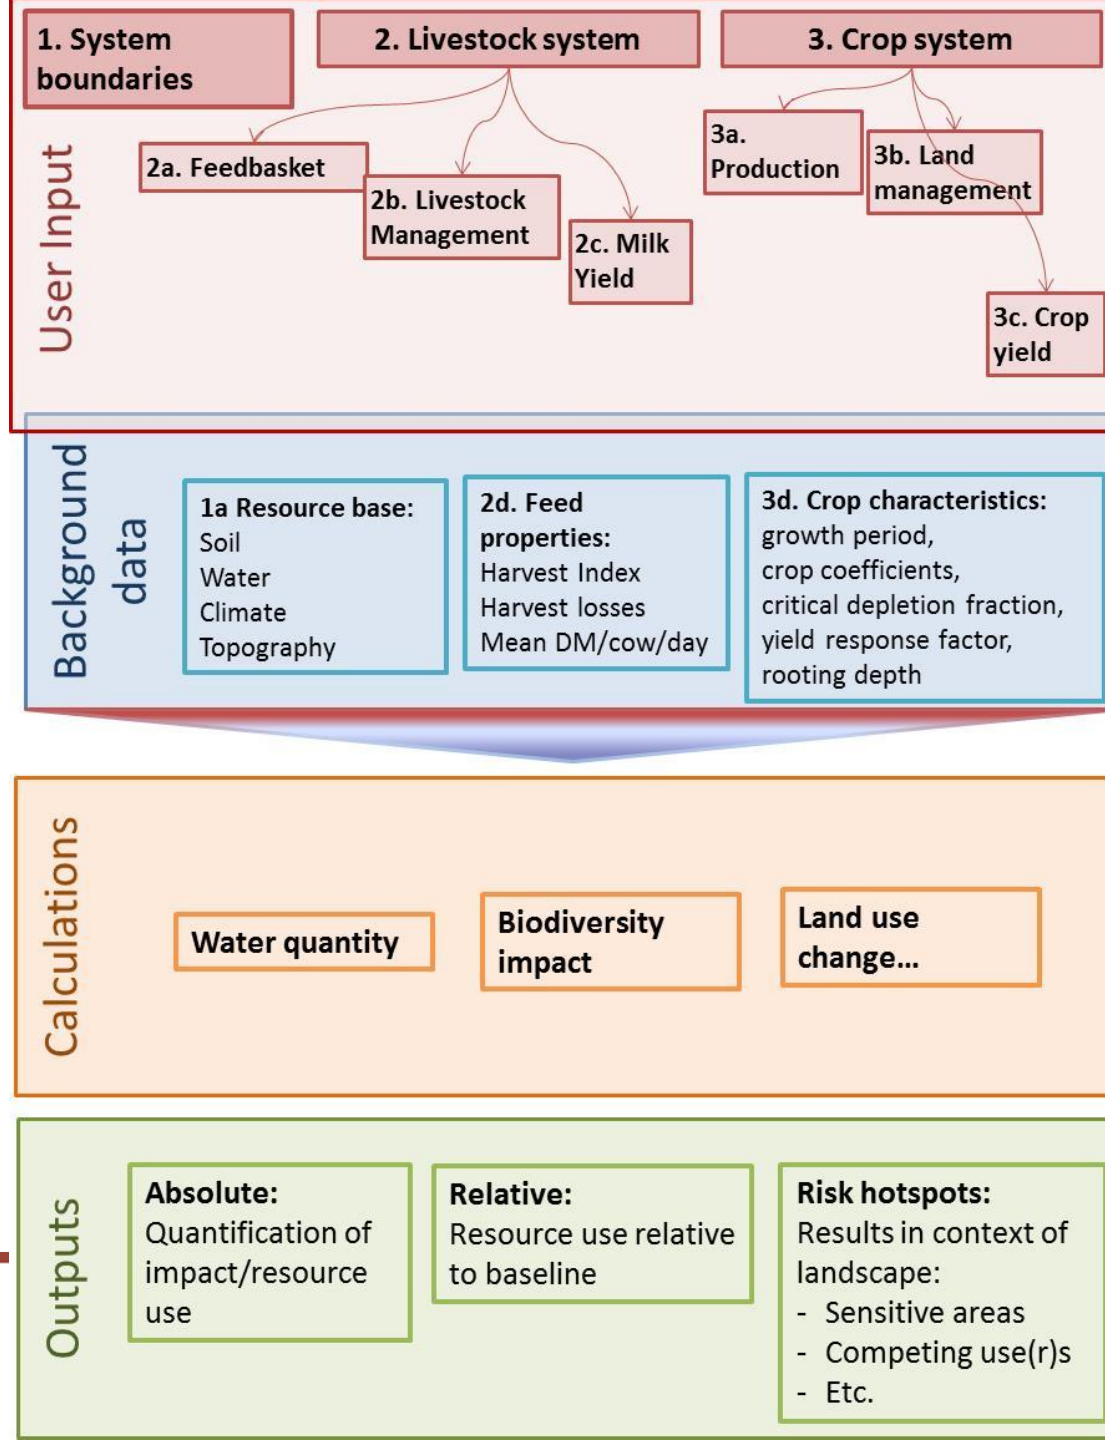 User Input
1. System
boundaries
2. Livestock system
3. Crop system
2a. Feedbasket
2b. Livestock
Management
2c. Milk
Yield
3a.
Production
3b. Land
management
3c. Crop
yield
Background
data
1a Resource base:
Soil
Water
Climate
Topography
2d. Feed
properties:
Harvest Index
Harvest losses
Mean DM/cow/day
3d. Crop characteristics:
growth period,
crop coefficients,
critical depletion fraction,
yield response factor,
rooting depth
Calculations
Water quantity
Biodiversity
impact
Land use
change...
Outputs
Absolute:
Quantification of
impact/resource
use
Relative:
Resource use relative
to baseline
Risk hotspots:
Results in context of
landscape:
- Sensitive areas
- Competing use(r)s
- Etc.